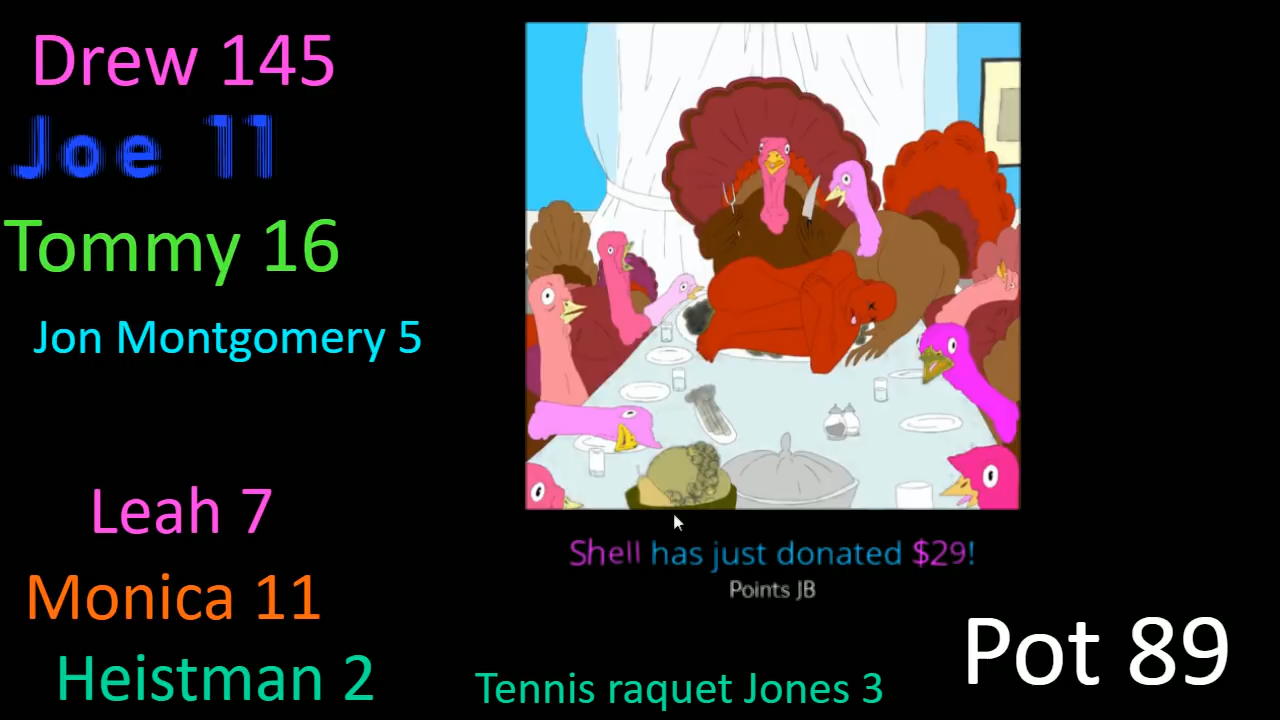 Drew 145
Joe 11
Tommy 16
Jon Montgomery 5
Leah 7
Monica 11
Heistman 2
Shell has just donated $29!
Points JB
Tennis raquet Jones 3
Pot 89